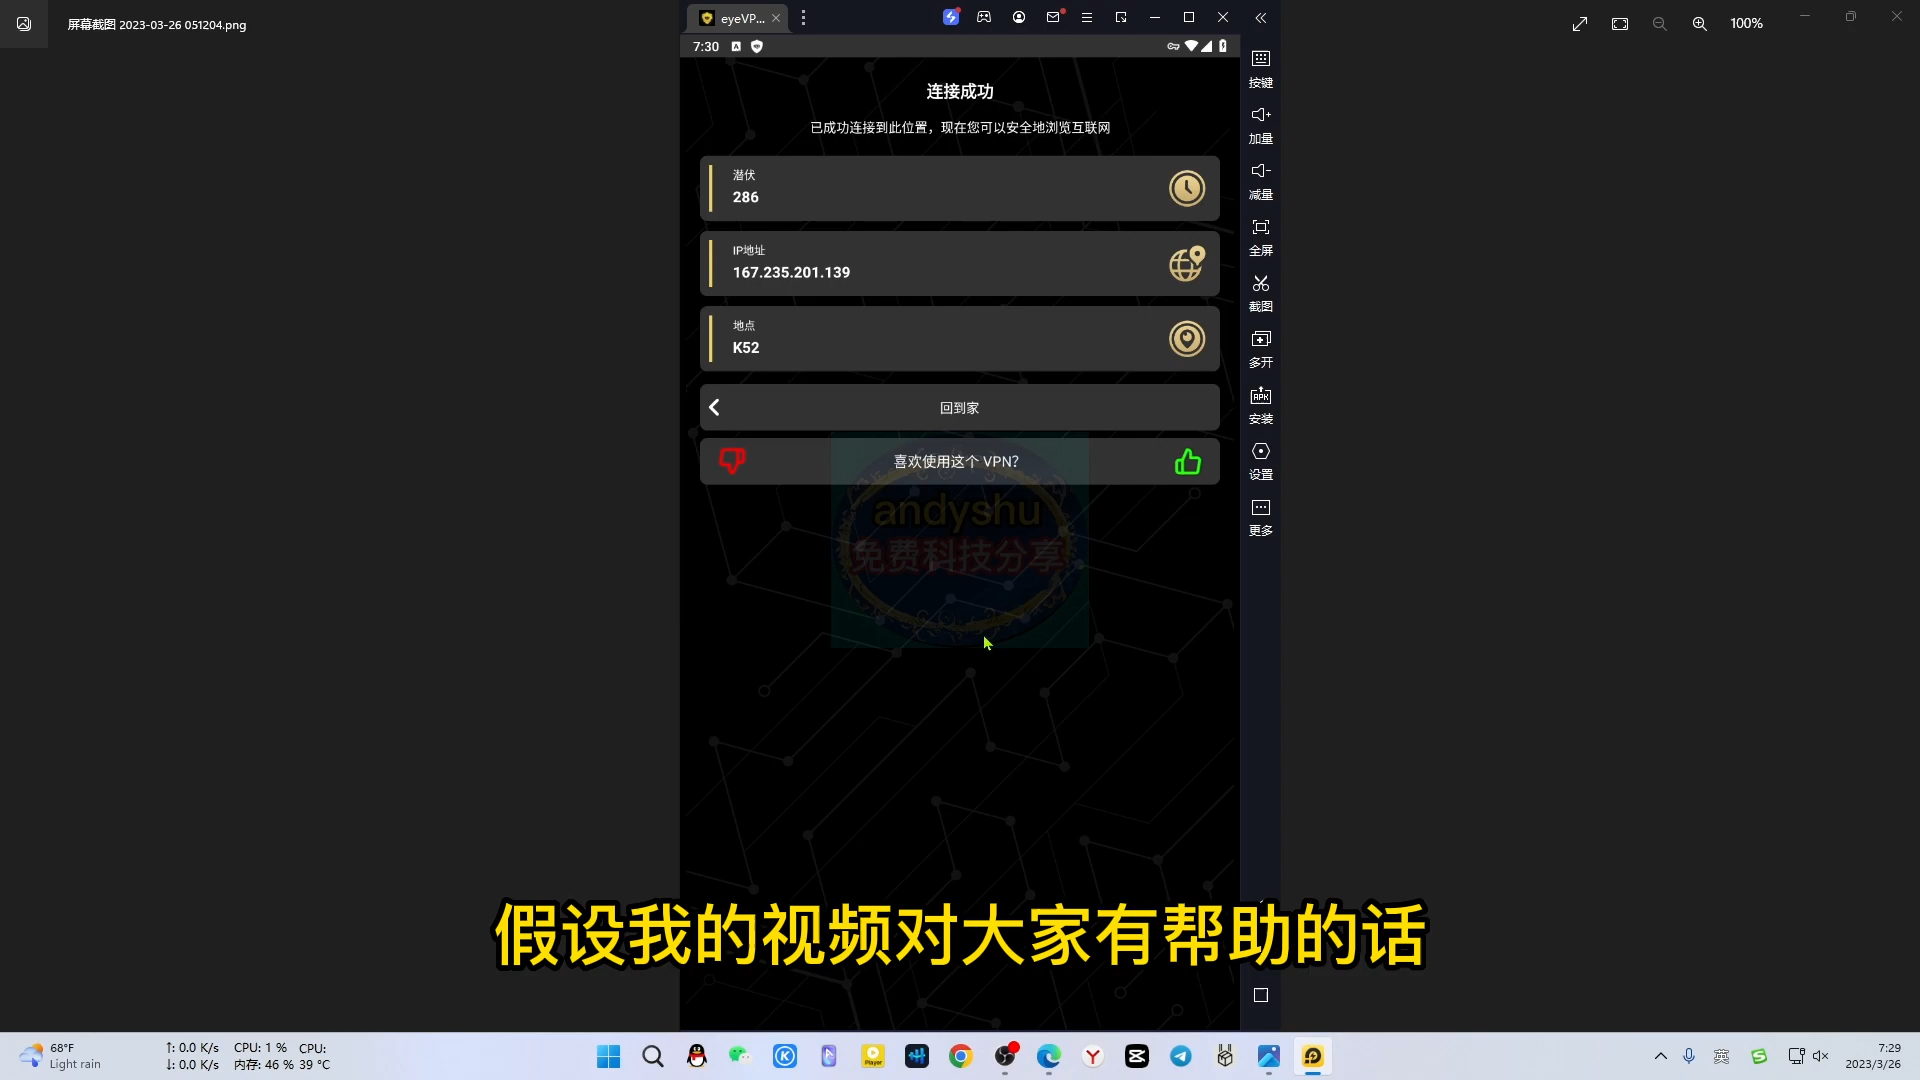 屏幕截图 2023-03-26 051204.png
eyeVP...
100%
7:30
连接成功
已成功连接到此位置，现在您可以安全地浏览互联网
潜伏
286
IP地址
167.235.201.139
地点
K52
回到家
喜欢使用这个 VPN?
andyshu
免费科技分享
按键
加量
减量
全屏
截图
多开
APK
安装
设置
更多
假设我的视频对大家有帮助的话
68°F
Light rain
↑: 0.0 K/s
↓: 0.0 K/s
CPU: 1 %
内存: 46 %
CPU:
39 °C
Player
英
7:29
2023/3/26